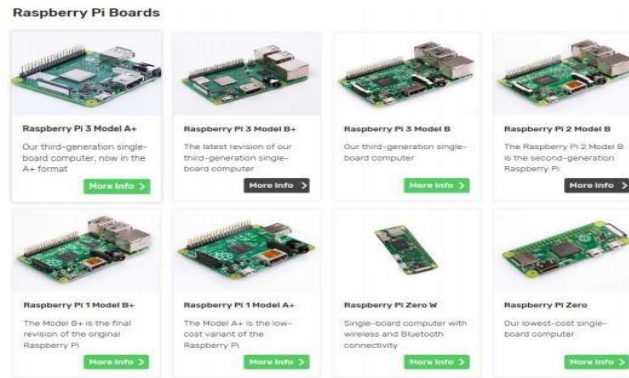 Raspberry Pi Boards
Raspberry Pi 3 Model A+
Our third-generation single-
board computer, now in the
A+ format
More Info
Raspberry Pi 3 Model B+
The latest revision of our
third-generation single-
board computer
More Info
Raspberry Pi 3 Model B
Our third-generation single-
board computer
More Info
Raspberry Pi 2 Model B
The Raspberry Pi 2 Model B
is the second-generation
Raspberry Pi
More Info
Raspberry Pi 1 Model B+
The Model B+ is the final
revision of the original
Raspberry Pi
More Info
Raspberry Pi 1 Model A+
The Model A+ is the low-
cost variant of the
Raspberry Pi
More Info
Raspberry Pi Zero W
Single-board computer with
wireless and Bluetooth
connectivity
More Info
Raspberry Pi Zero
Our lowest-cost single-
board computer
More Info